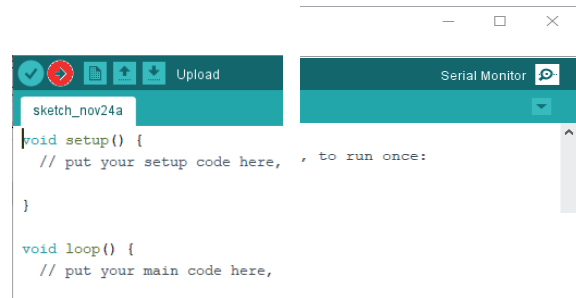 Upload
Serial Monitor
sketch_nov24a
void setup() {
// put your setup code here,
, to run once:
}
void loop() {
// put your main code here,